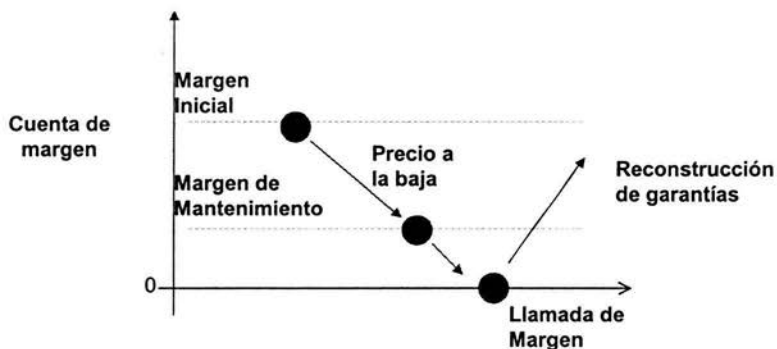 Margen
Inicial
Cuenta de
margen
Precio a
la baja
Reconstrucción
de garantías
Margen de
Mantenimiento
0
Llamada de
Margen